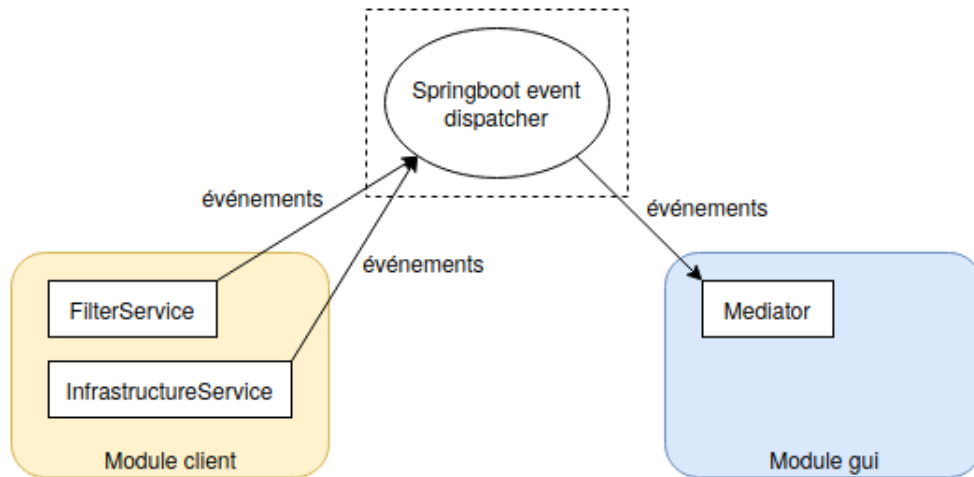 Springboot event
dispatcher
événements
événements
événements
FilterService
Mediator
InfrastructureService
Module client
Module gui